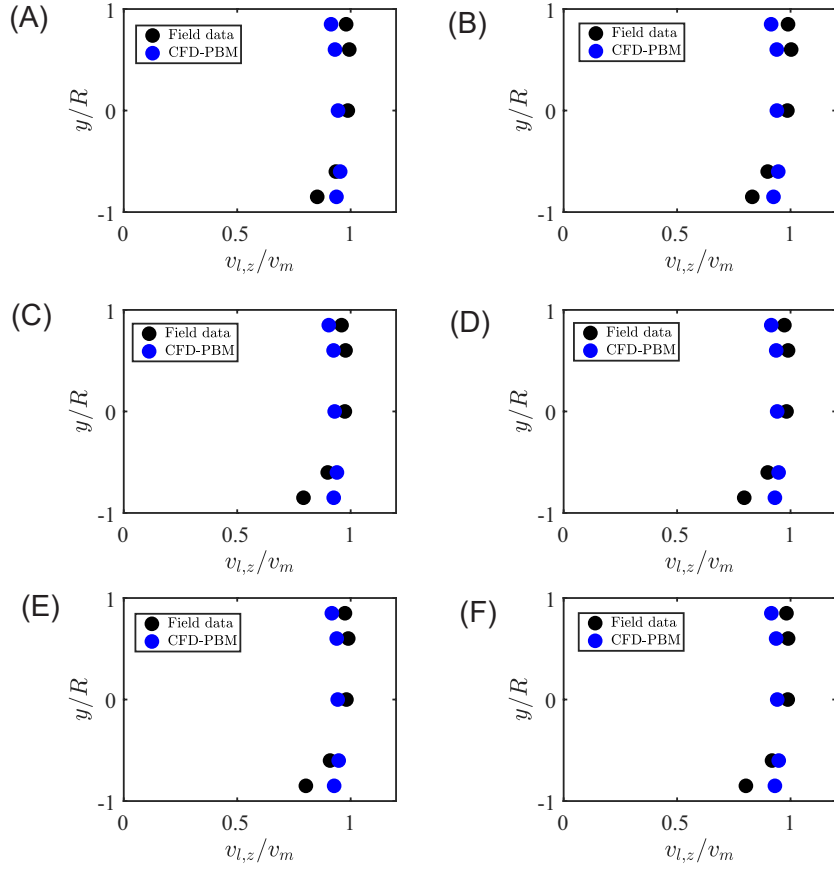 (A)
1
Field data
CFD-PBM
y/R
0
-1
0
0.5
1
v_{l,z}/v_m
(B)
1
Field data
CFD-PBM
y/R
0
-1
0
0.5
1
v_{l,z}/v_m
(C)
1
Field data
CFD-PBM
y/R
0
-1
0
0.5
1
v_{l,z}/v_m
(D)
1
Field data
CFD-PBM
y/R
0
-1
0
0.5
1
v_{l,z}/v_m
(E)
1
Field data
CFD-PBM
y/R
0
-1
0
0.5
1
v_{l,z}/v_m
(F)
1
Field data
CFD-PBM
y/R
0
-1
0
0.5
1
v_{l,z}/v_m